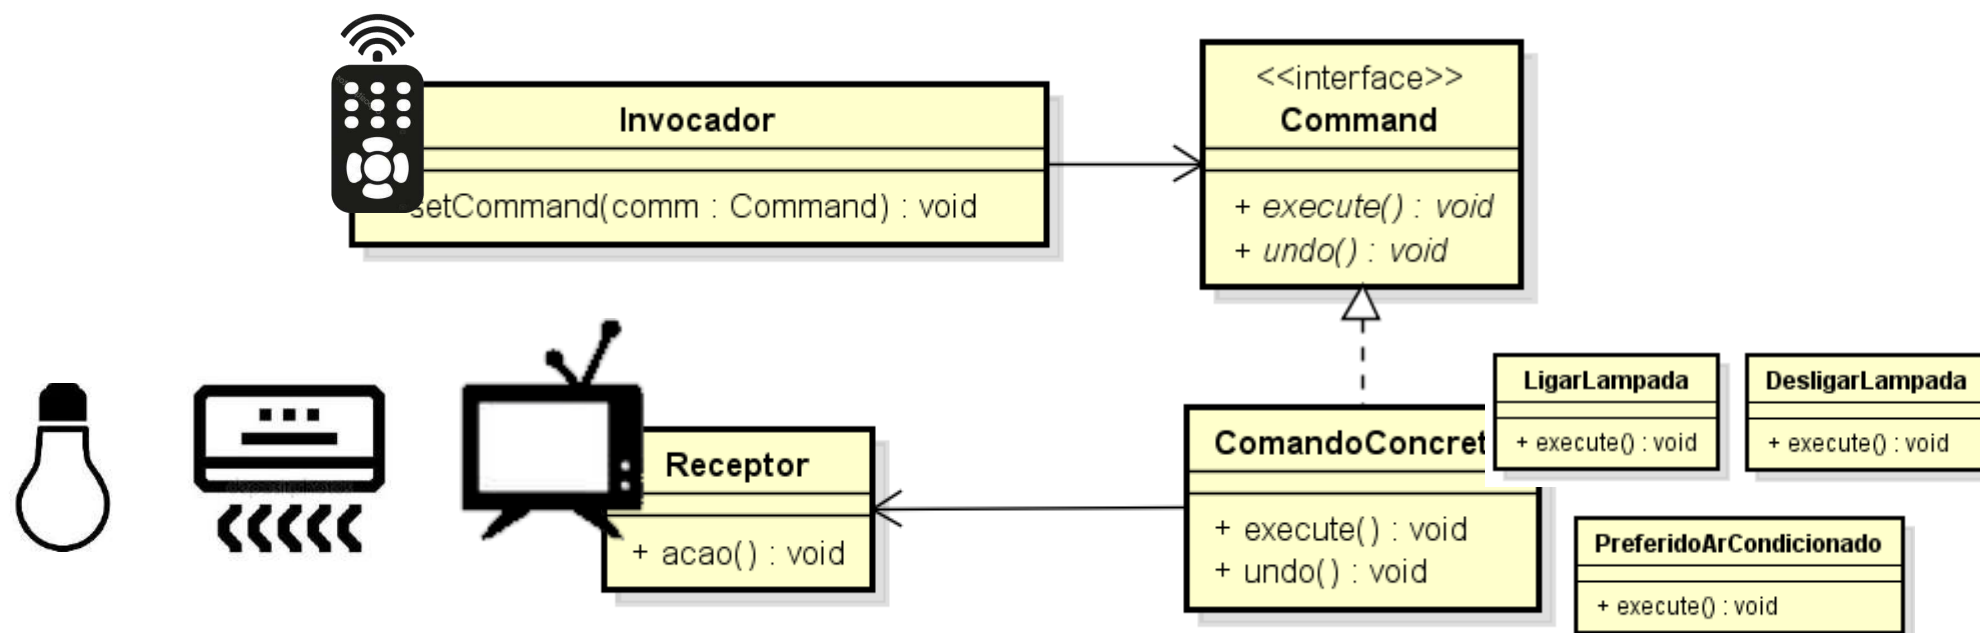 Invocador
setCommand(comm : Command) : void
<<interface>>
Command
+ execute() : void
+ undo() : void
Receptor
+ acao() : void
ComandoConcret
+ execute() : void
+ undo() : void
LigarLampada
+ execute() : void
DesligarLampada
+ execute() : void
PreferidoArCondicionado
+ execute() : void